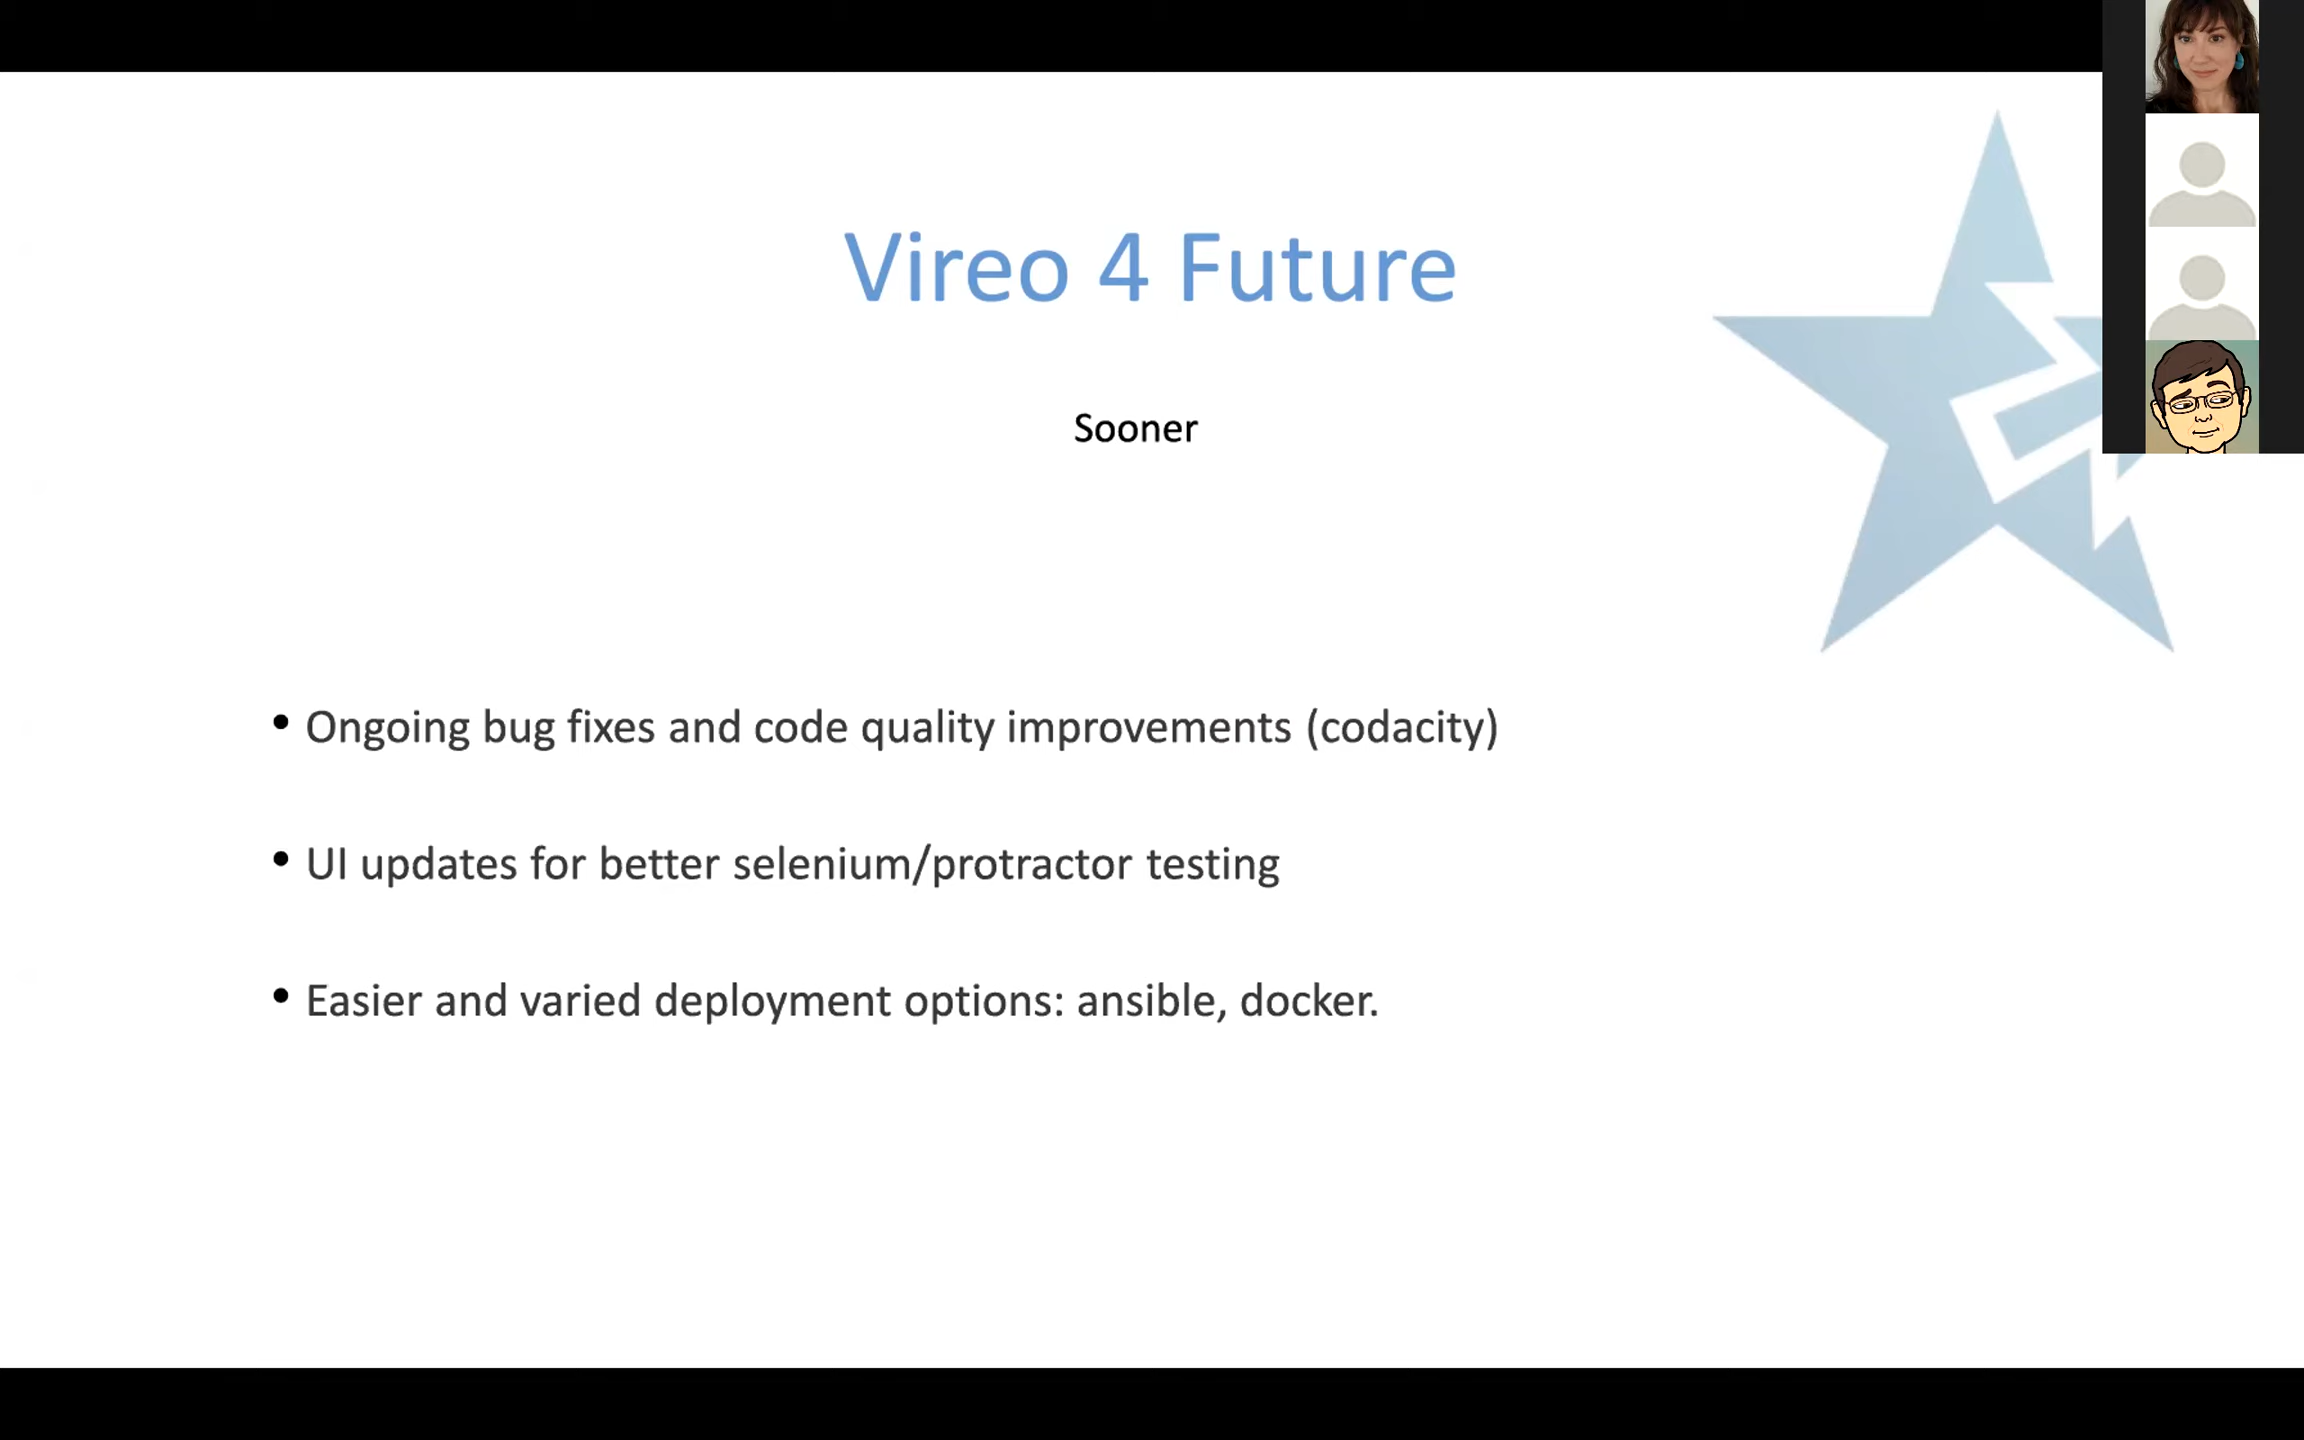 Vireo 4 Future
Sooner
• Ongoing bug fixes and code quality improvements (codacity)
• UI updates for better selenium/protractor testing
• Easier and varied deployment options: ansible, docker.